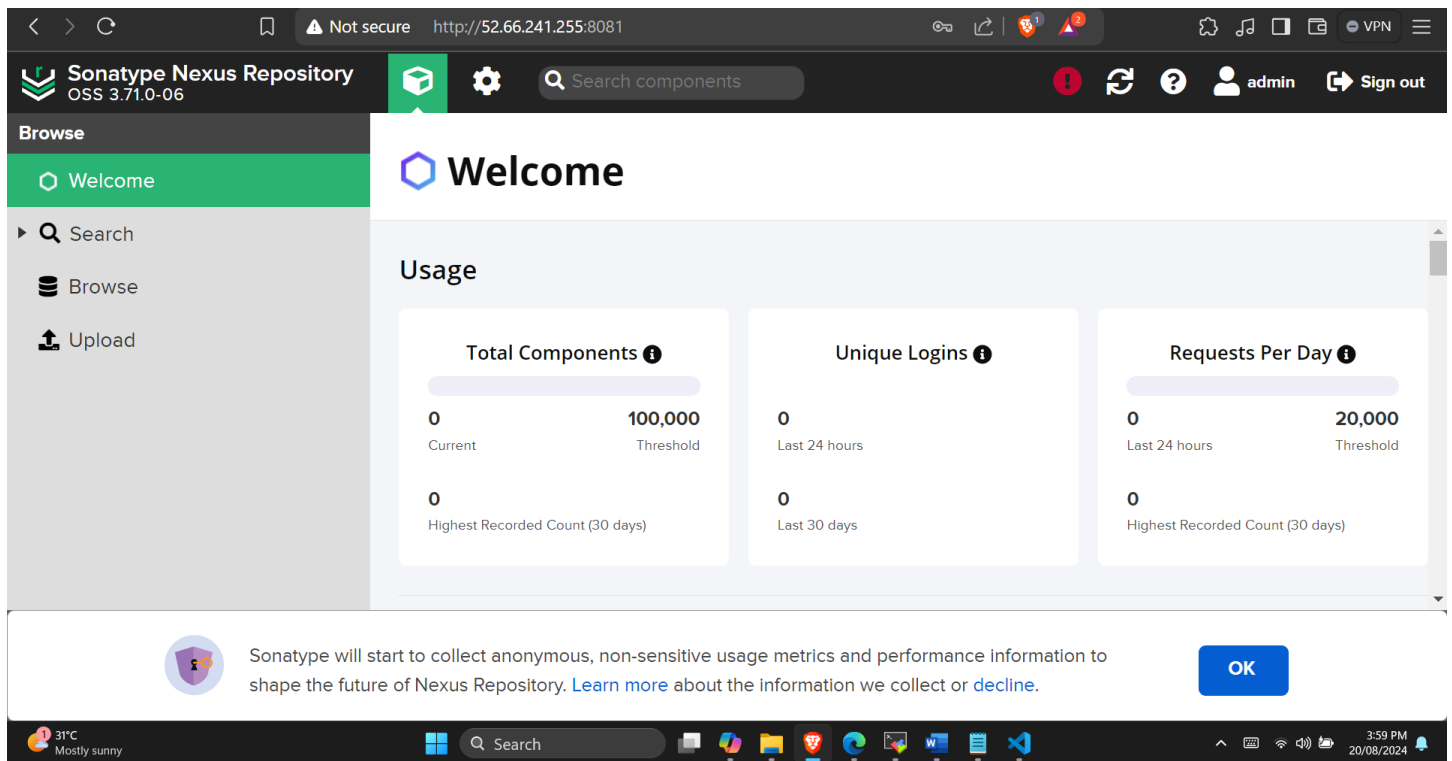 Not secure http://52.66.241.255:8081 1 2 VPN
Sonatype Nexus Repository
OSS 3.71.0-06
Search components
! ? admin Sign out
Browse
Welcome
Search
Browse
Upload
Welcome
Usage
Total Components
0 100,000
Current Threshold
0
Highest Recorded Count (30 days)
Unique Logins
0
Last 24 hours
0
Last 30 days
Requests Per Day
0 20,000
Last 24 hours Threshold
0
Highest Recorded Count (30 days)
Sonatype will start to collect anonymous, non-sensitive usage metrics and performance information to
shape the future of Nexus Repository. Learn more about the information we collect or decline.
OK
1 31°C
Mostly sunny
Search
3:59 PM
20/08/2024